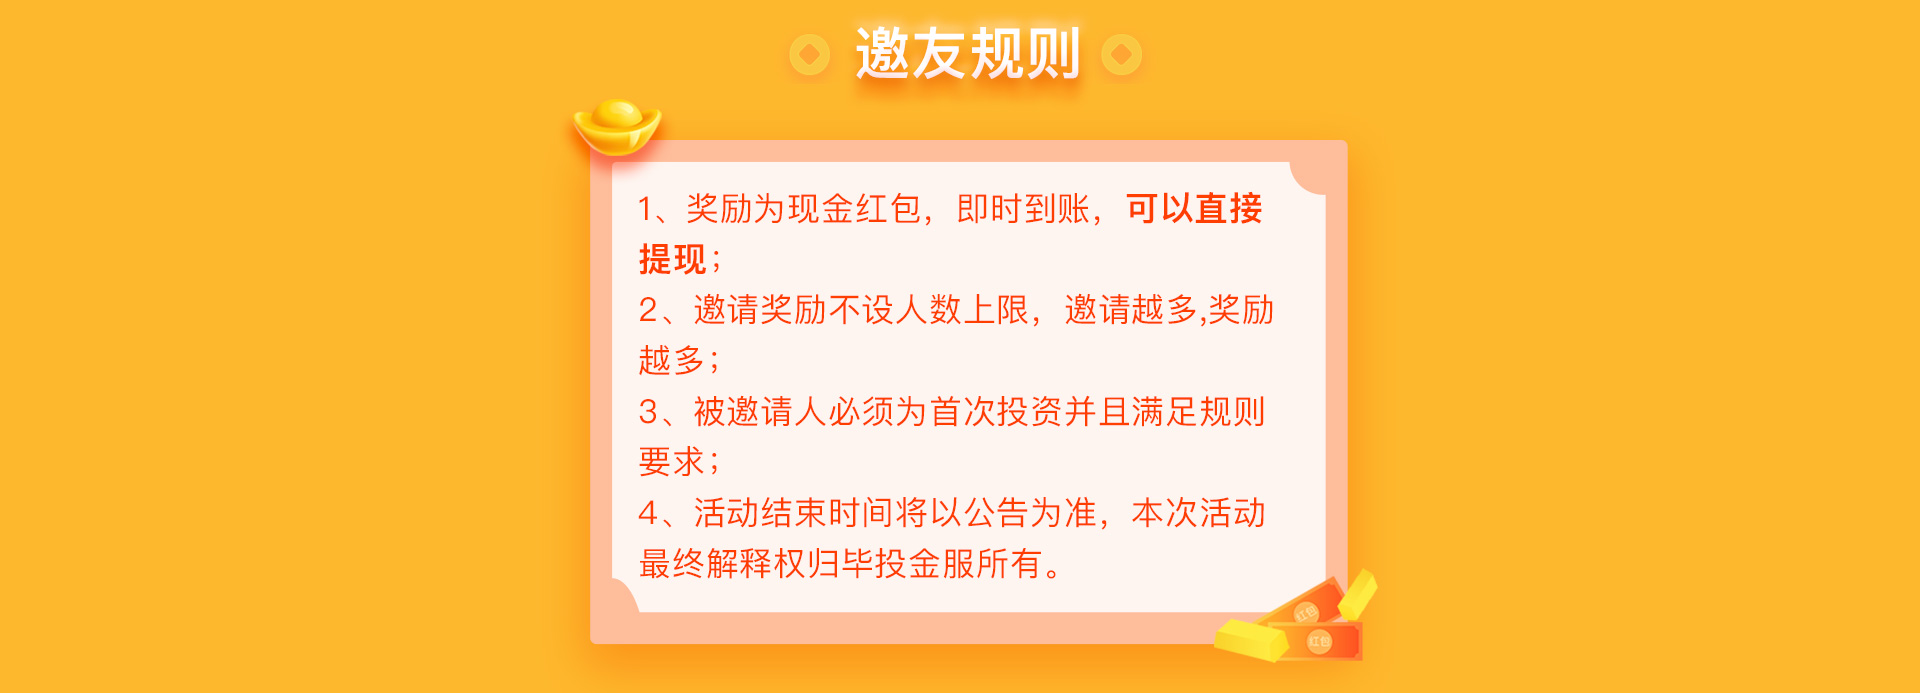 邀友规则
1、奖励为现金红包，即时到账，可以直接
提现；
2、邀请奖励不设人数上限，邀请越多,奖励
越多；
3、被邀请人必须为首次投资并且满足规则
要求；
4、活动结束时间将以公告为准，本次活动
最终解释权归毕投金服所有。
红包
红包